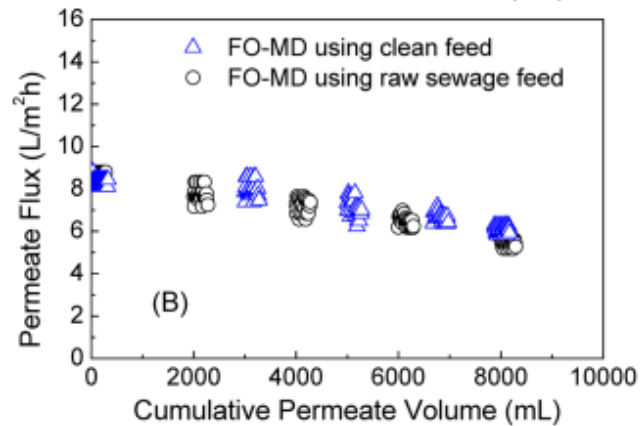 16
14
12
10
8
6
4
2
0
Permeate Flux (L/m²h)
FO-MD using clean feed
FO-MD using raw sewage feed
(B)
0 2000 4000 6000 8000 10000
Cumulative Permeate Volume (mL)